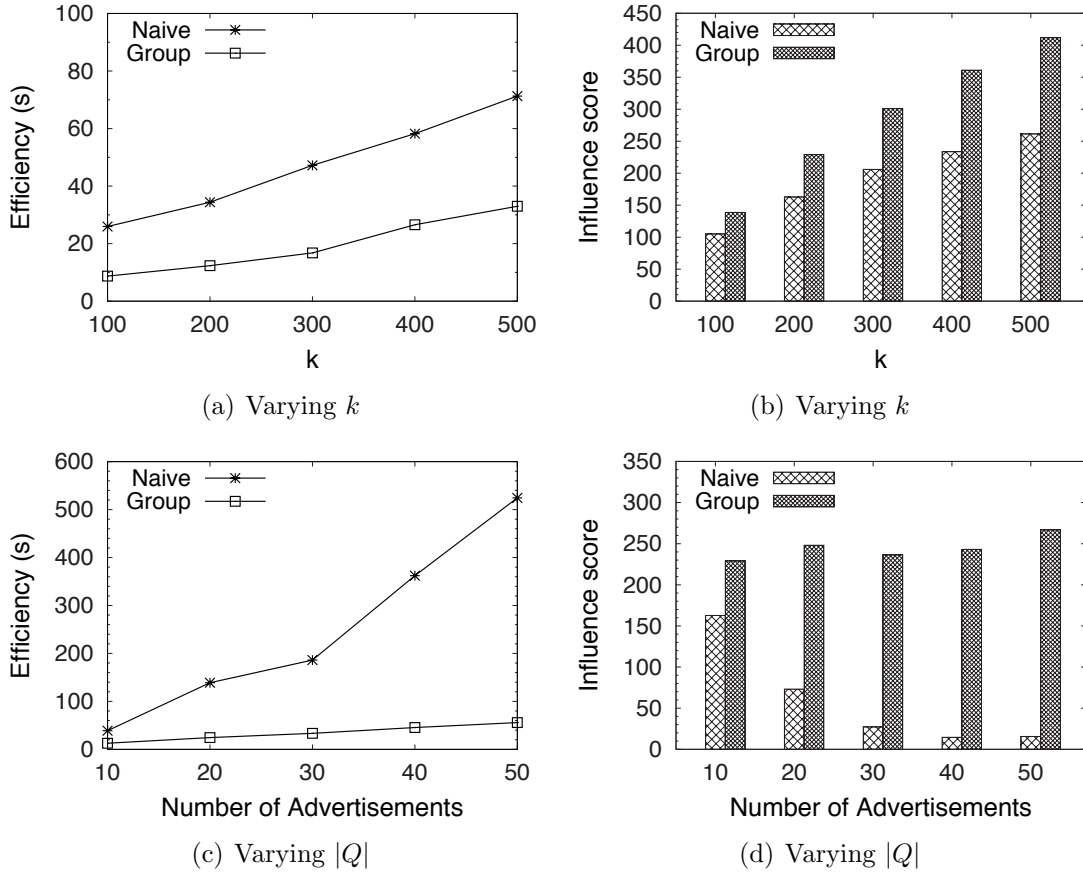 100
80
60
40
20
0
Efficiency (s)
Naive
Group
100 200 300 400 500
k
(a) Varying k
450
400
350
300
250
200
150
100
50
0
Influence score
Naive
Group
100 200 300 400 500
k
(b) Varying k
600
500
400
300
200
100
0
Efficiency (s)
Naive
Group
10 20 30 40 50
Number of Advertisements
(c) Varying |Q|
350
300
250
200
150
100
50
0
Influence score
Naive
Group
10 20 30 40 50
Number of Advertisements
(d) Varying |Q|